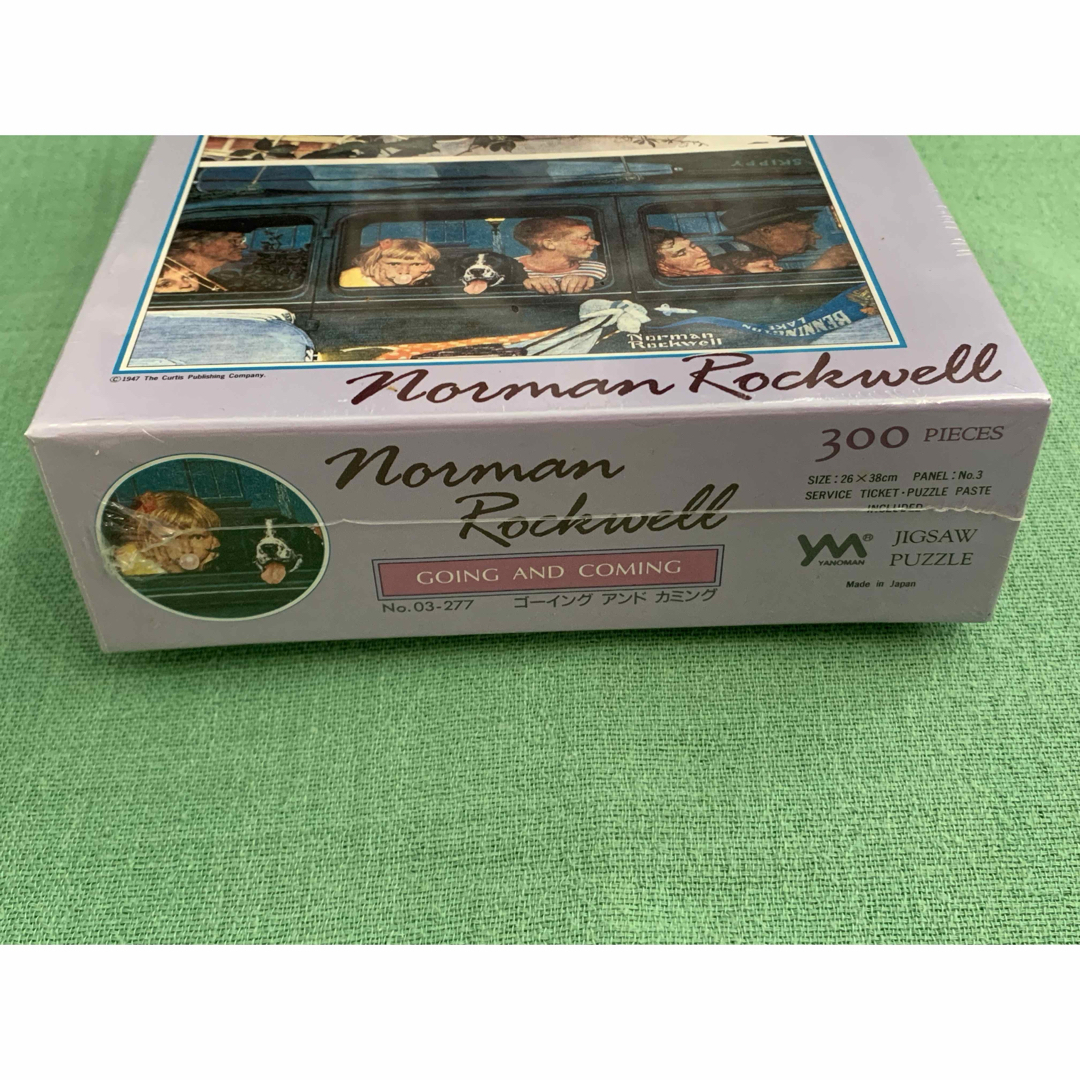 SKIPPY
BENNINGTON
LAKE
Norman
Rockwell
©1947 The Curtis Publishing Company.
Norman Rockwell
Norman
Rockwell
GOING AND COMING
No.03-277 ゴーイング アンド カミング
300 PIECES
SIZE:26×38cm PANEL:No.3
SERVICE TICKET·PUZZLE PASTE
INCLUDED
YM®
YANOMAN
JIGSAW
PUZZLE
Made in Japan